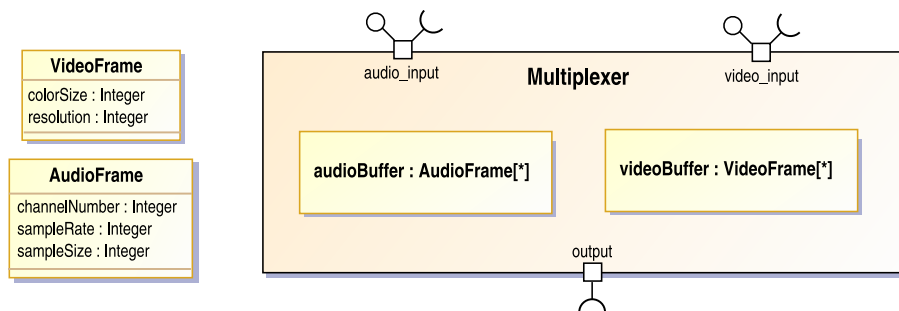 VideoFrame
colorSize : Integer
resolution : Integer
AudioFrame
channelNumber : Integer
sampleRate : Integer
sampleSize : Integer
audio_input
Multiplexer
video_input
audioBuffer : AudioFrame[*]
videoBuffer : VideoFrame[*]
output